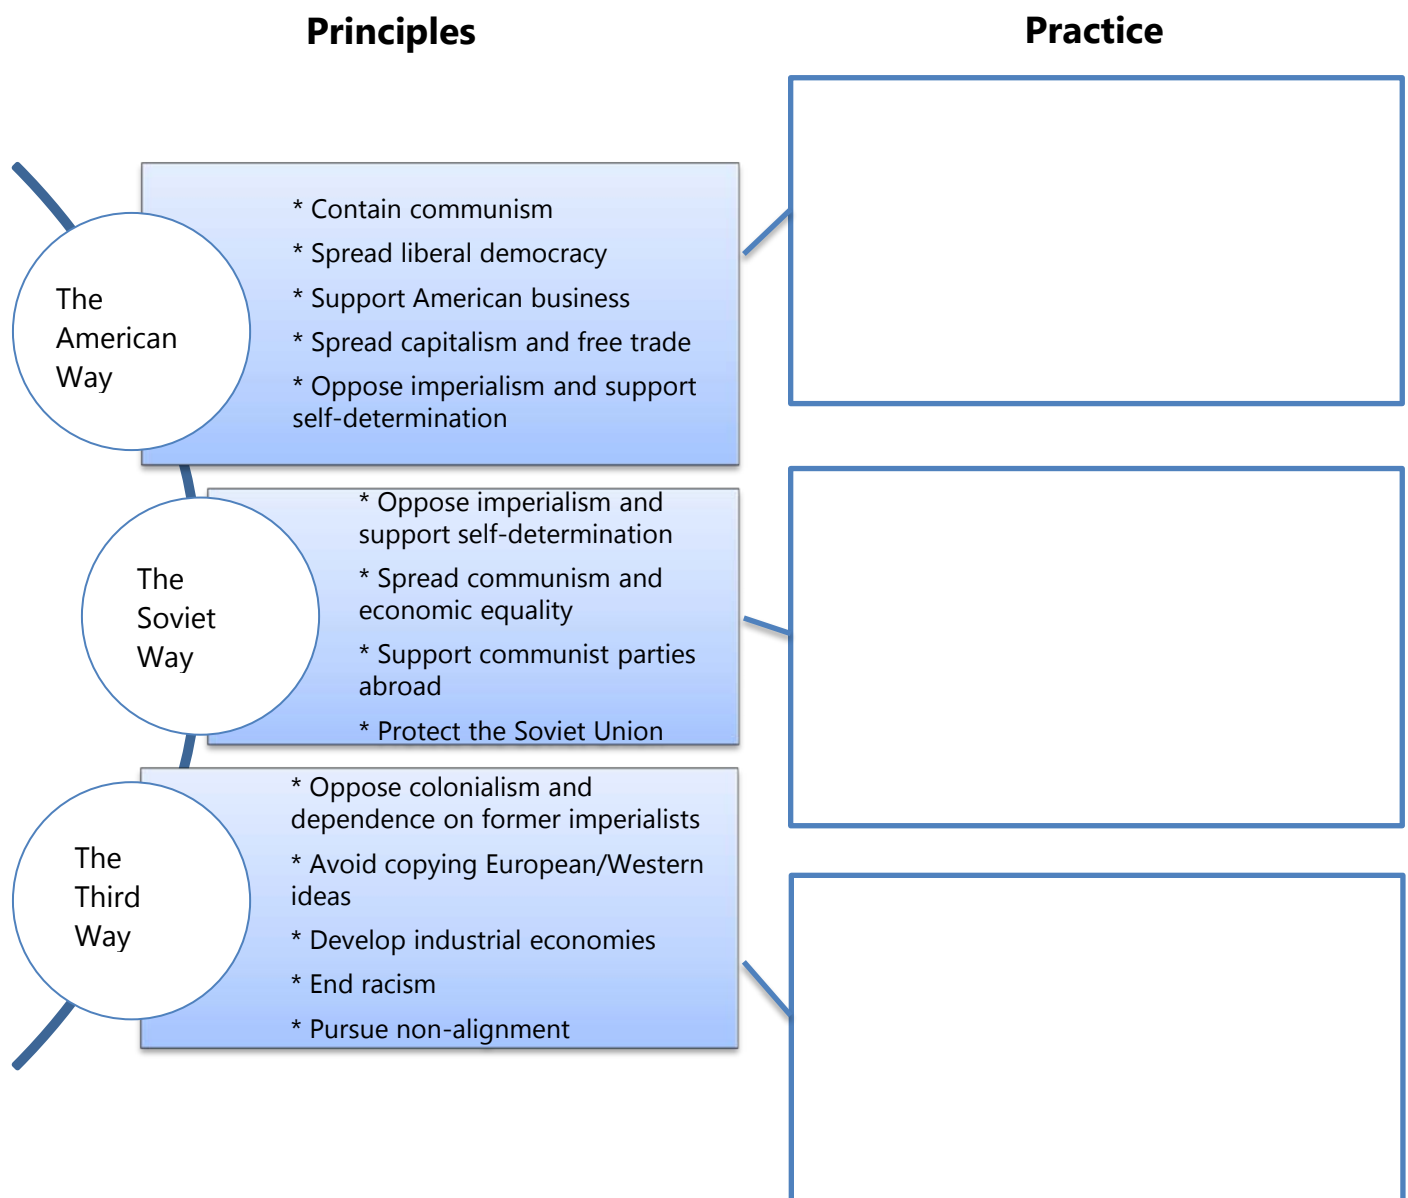 Principles
Practice
The
American
Way
* Contain communism
* Spread liberal democracy
* Support American business
* Spread capitalism and free trade
* Oppose imperialism and support
self-determination
The
Soviet
Way
* Oppose imperialism and
support self-determination
* Spread communism and
economic equality
* Support communist parties
abroad
* Protect the Soviet Union
The
Third
Way
* Oppose colonialism and
dependence on former imperialists
* Avoid copying European/Western
ideas
* Develop industrial economies
* End racism
* Pursue non-alignment